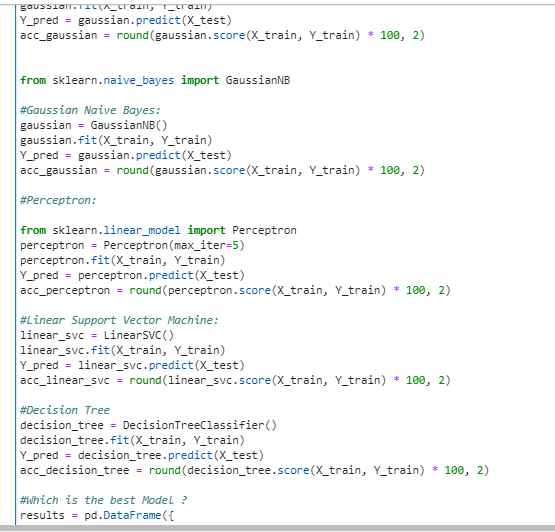 gaussian.fit(X_train, Y_train)
Y_pred = gaussian.predict(X_test)
acc_gaussian = round(gaussian.score(X_train, Y_train) * 100, 2)
from sklearn.naive_bayes import GaussianNB
#Gaussian Naive Bayes:
gaussian = GaussianNB()
gaussian.fit(X_train, Y_train)
Y_pred = gaussian.predict(X_test)
acc_gaussian = round(gaussian.score(X_train, Y_train) * 100, 2)
#Perceptron:
from sklearn.linear_model import Perceptron
perceptron = Perceptron(max_iter=5)
perceptron.fit(X_train, Y_train)
Y_pred = perceptron.predict(X_test)
acc_perceptron = round(perceptron.score(X_train, Y_train) * 100, 2)
#Linear Support Vector Machine:
linear_svc = LinearSVC()
linear_svc.fit(X_train, Y_train)
Y_pred = linear_svc.predict(X_test)
acc_linear_svc = round(linear_svc.score(X_train, Y_train) * 100, 2)
#Decision Tree
decision_tree = DecisionTreeClassifier()
decision_tree.fit(X_train, Y_train)
Y_pred = decision_tree.predict(X_test)
acc_decision_tree = round(decision_tree.score(X_train, Y_train) * 100, 2)
#Which is the best Model ?
results = pd.DataFrame({